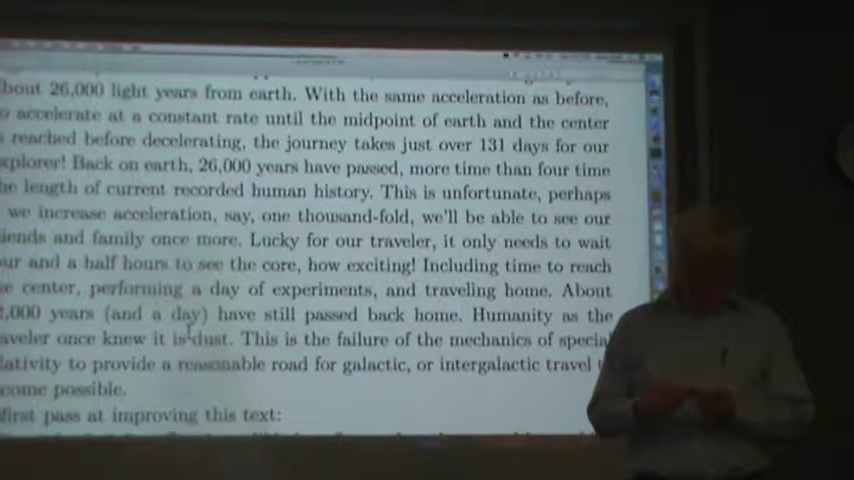 bout 26,000 light years from earth. With the same acceleration as before,
o accelerate at a constant rate until the midpoint of earth and the center
s reached before decelerating, the journey takes just over 131 days for our
xplorer! Back on earth, 26,000 years have passed, more time than four time
he length of current recorded human history. This is unfortunate, perhaps
we increase acceleration, say, one thousand-fold, we'll be able to see our
iends and family once more. Lucky for our traveler, it only needs to wait
ur and a half hours to see the core, how exciting! Including time to reach
e center, performing a day of experiments, and traveling home. About
2,000 years (and a day) have still passed back home. Humanity as the
aveler once knew it is dust. This is the failure of the mechanics of special
lativity to provide a reasonable road for galactic, or intergalactic travel t
come possible.
first pass at improving this text: